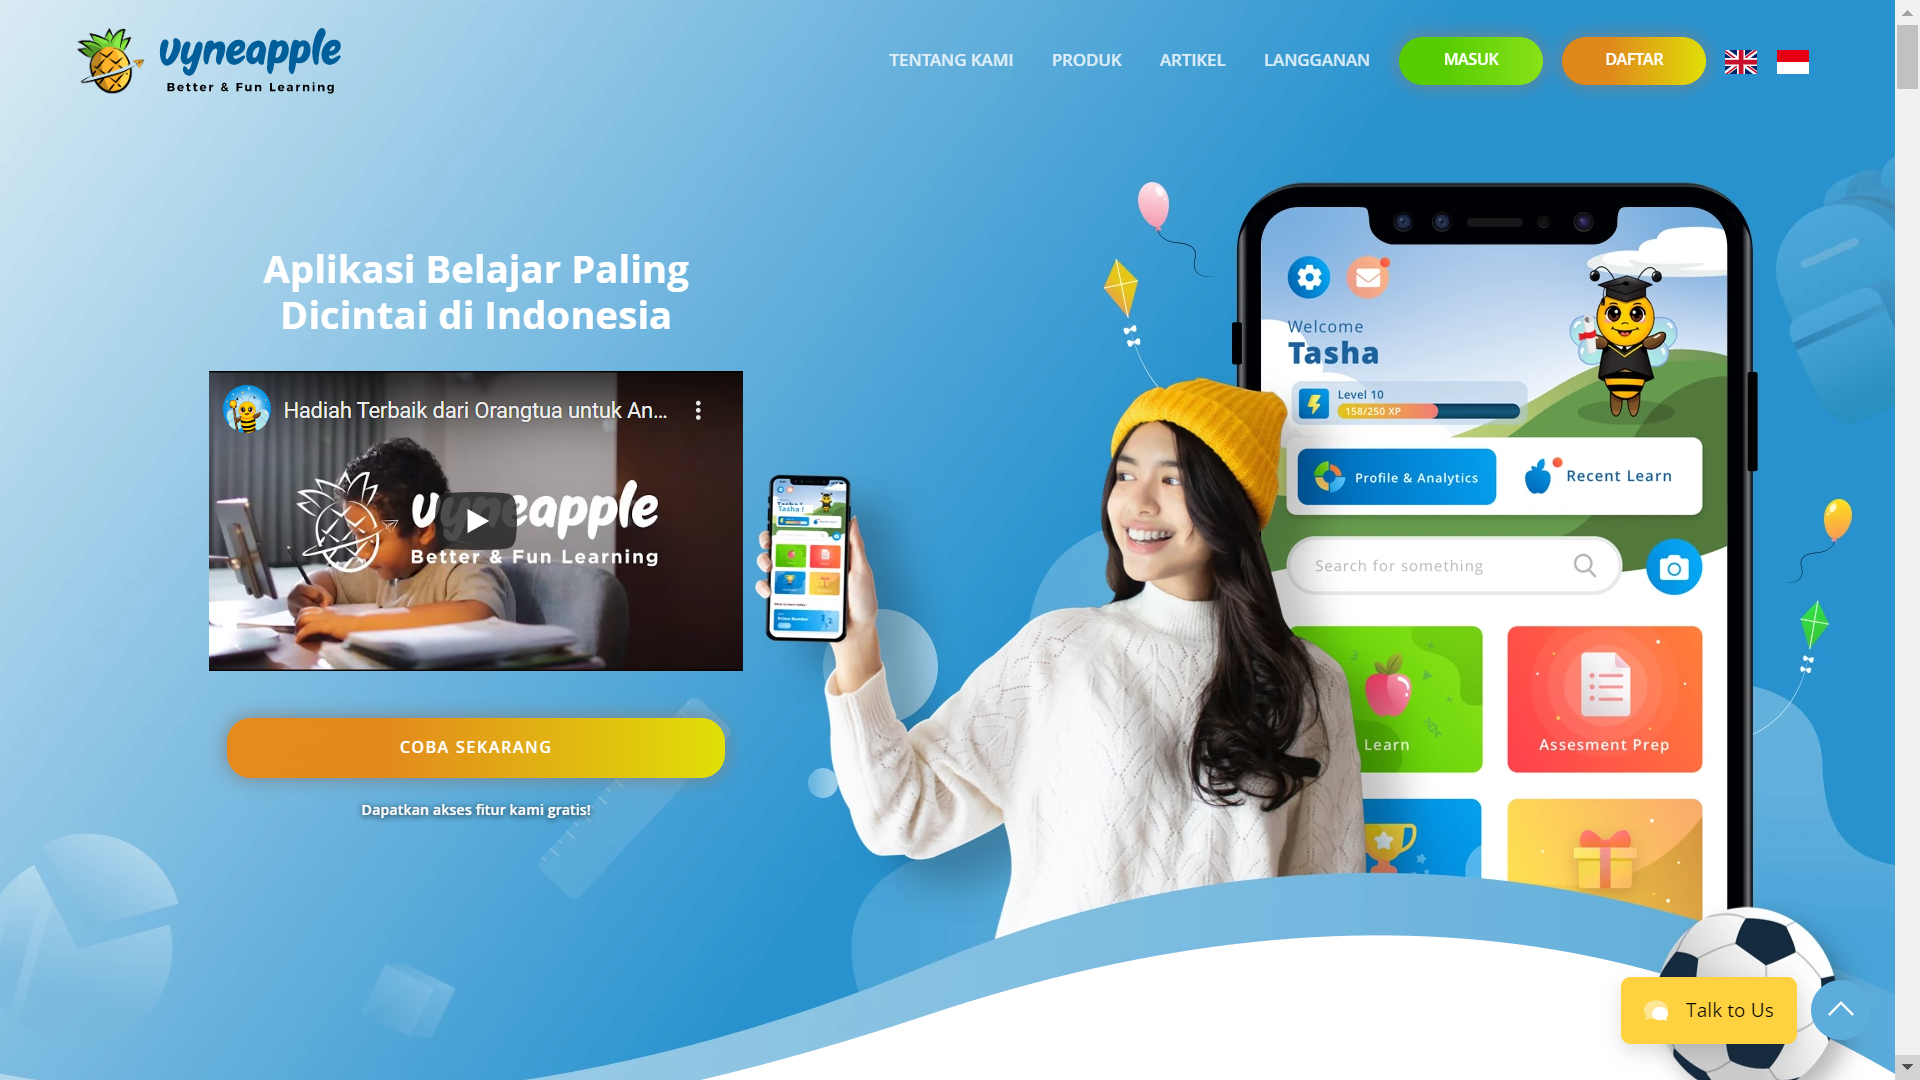 vyneapple
Better & Fun Learning
TENTANG KAMI
PRODUK
ARTIKEL
LANGGANAN
MASUK
DAFTAR
Aplikasi Belajar Paling
Dicintai di Indonesia
Hadiah Terbaik dari Orangtua untuk An...
vyneapple
Better & Fun Learning
COBA SEKARANG
Dapatkan akses fitur kami gratis!
Welcome
Tasha
Level 10
158/250 XP
Profile & Analytics
Recent Learn
Search for something
Learn
Assesment Prep
Talk to Us